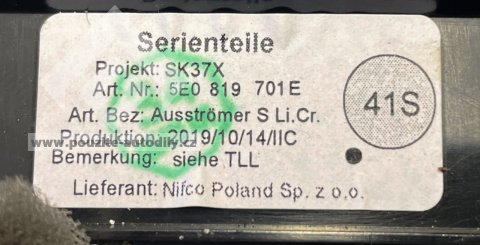 Serienteile
Projekt: SK37X
Art. Nr.: 5E0 819 701E
Art. Bez: Ausströmer S Li.Cr.
41S
www.pouzite-autodily.cz
Produktion: 2019/10/14/IIC
Bemerkung: siehe TLL
Lieferant: Nifco Poland Sp. z o.o.